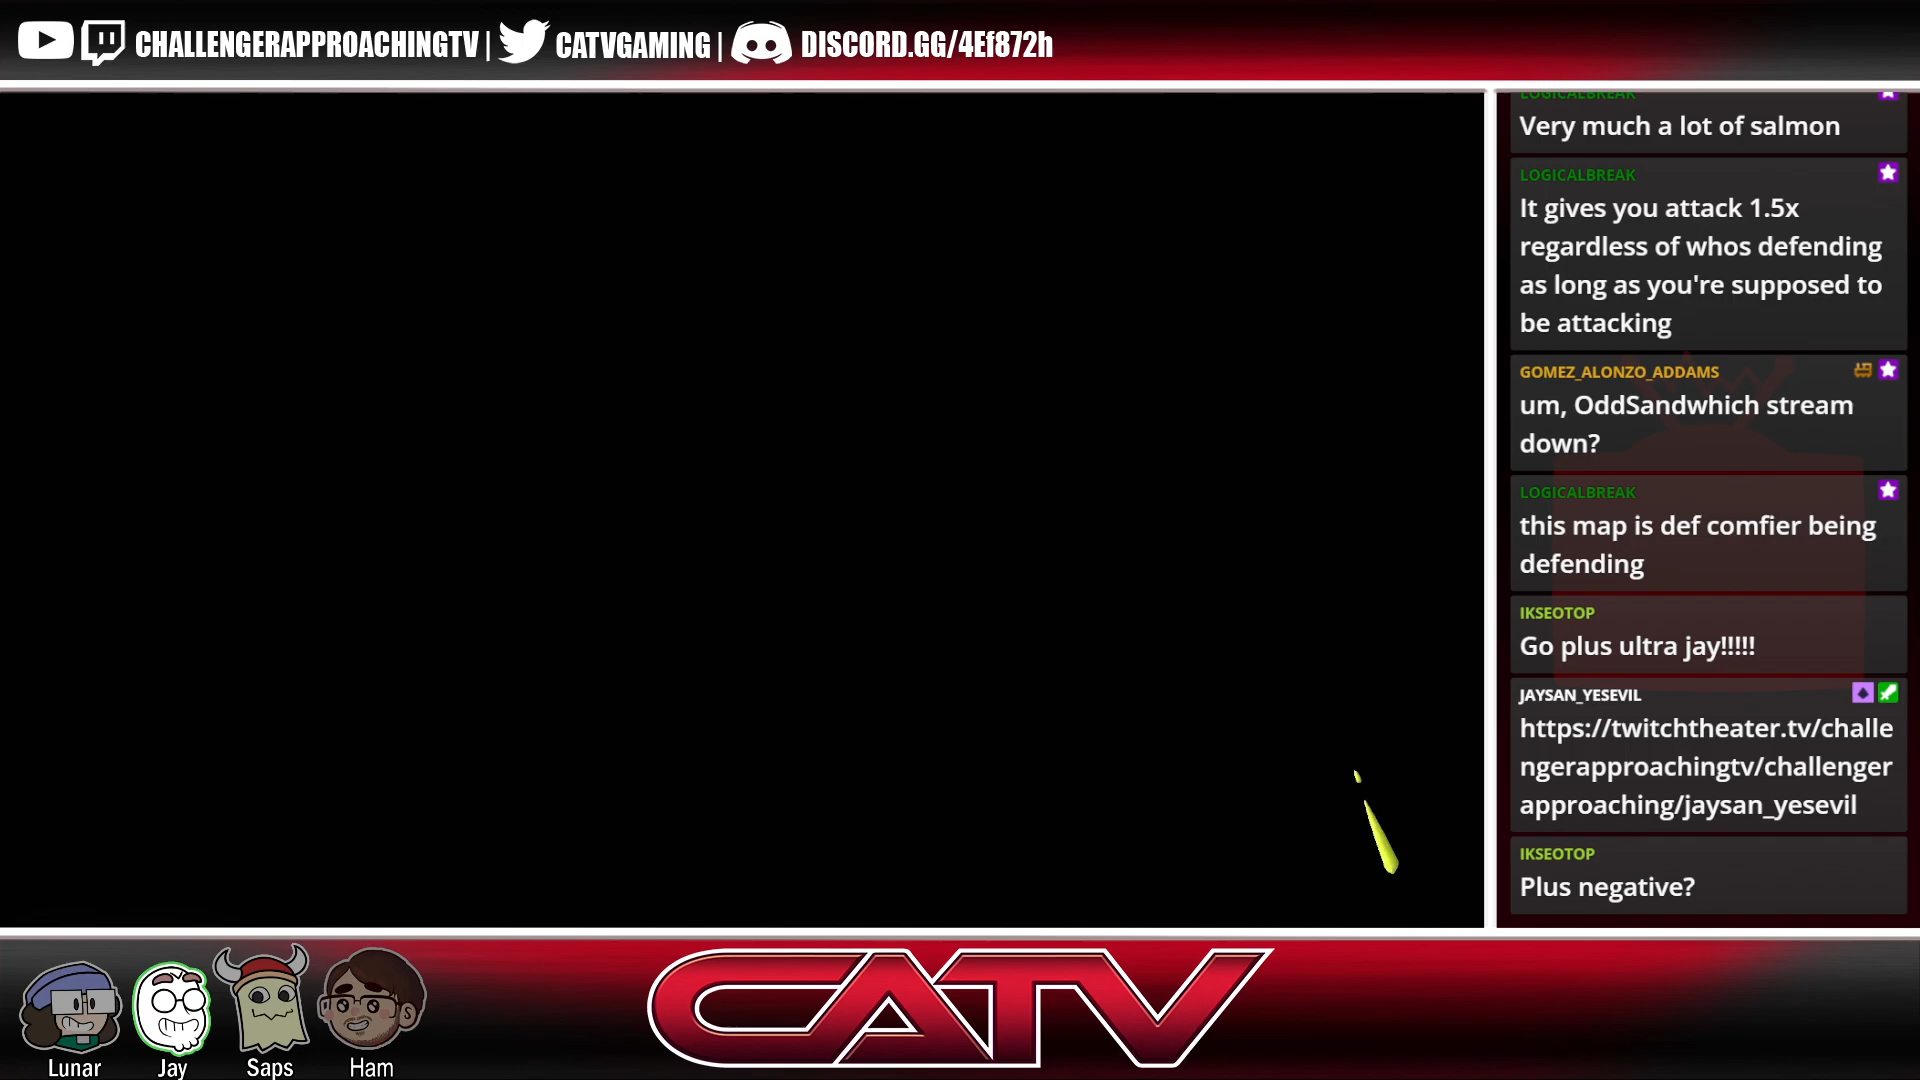 CHALLENGERAPPROACHINGTV | CATVGAMING | DISCORD.GG/4Ef872h
LOGICALBREAK
Very much a lot of salmon
LOGICALBREAK
It gives you attack 1.5x
regardless of whos defending
as long as you're supposed to
be attacking
GOMEZ_ALONZO_ADDAMS
um, OddSandwhich stream
down?
LOGICALBREAK
this map is def comfier being
defending
IKSEOTOP
Go plus ultra jay!!!!!
JAYSAN_YESEVIL
https://twitchtheater.tv/challe
ngerapproachingtv/challenger
approaching/jaysan_yesevil
IKSEOTOP
Plus negative?
Lunar
Jay
Saps
Ham
CATV